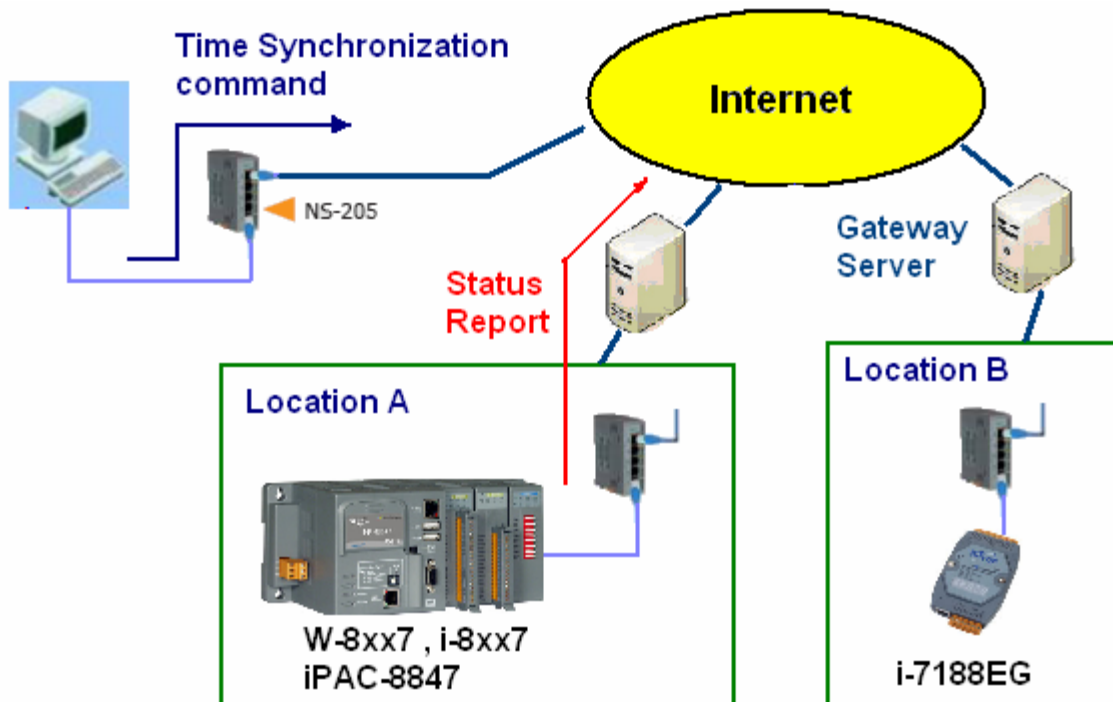 Time Synchronization
command
Internet
NS-205
Gateway
Server
Status
Report
Location A
Location B
W-8xx7 , i-8xx7
iPAC-8847
i-7188EG